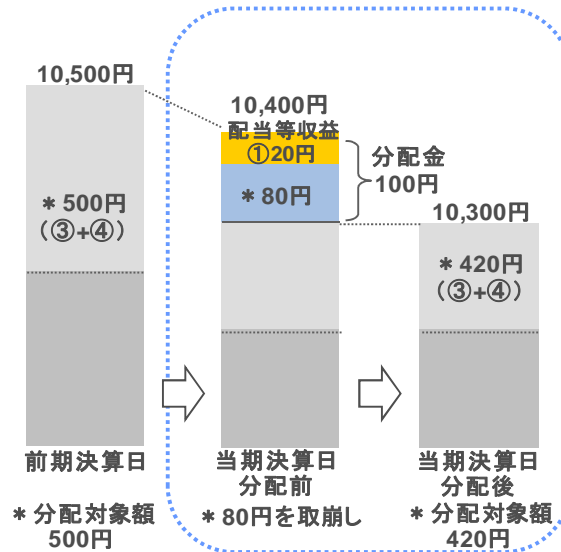 10,500円
＊500円
（③+④）
前期決算日
＊分配対象額
500円
10,400円
配当等収益
①20円
＊80円
分配金
100円
当期決算日
分配前
＊80円を取崩し
10,300円
＊420円
（③+④）
当期決算日
分配後
＊分配対象額
420円